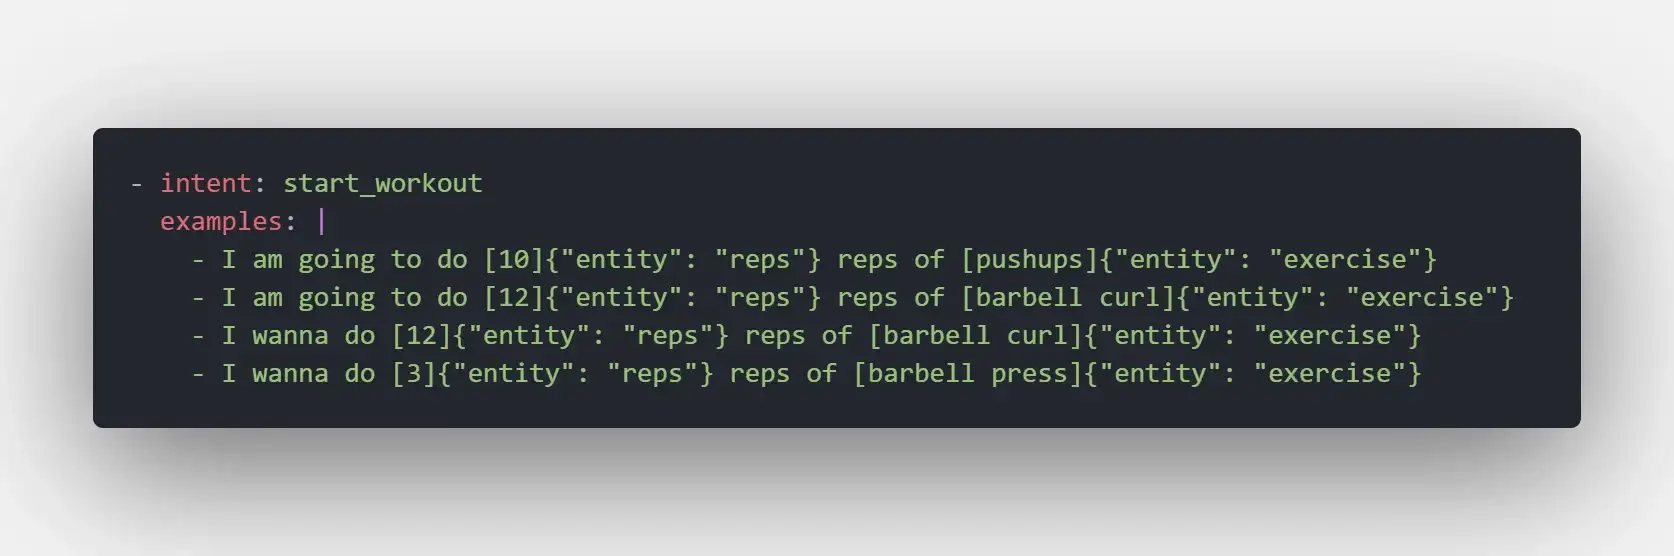 - intent: start_workout
  examples: |
    - I am going to do [10]{"entity": "reps"} reps of [pushups]{"entity": "exercise"}
    - I am going to do [12]{"entity": "reps"} reps of [barbell curl]{"entity": "exercise"}
    - I wanna do [12]{"entity": "reps"} reps of [barbell curl]{"entity": "exercise"}
    - I wanna do [3]{"entity": "reps"} reps of [barbell press]{"entity": "exercise"}